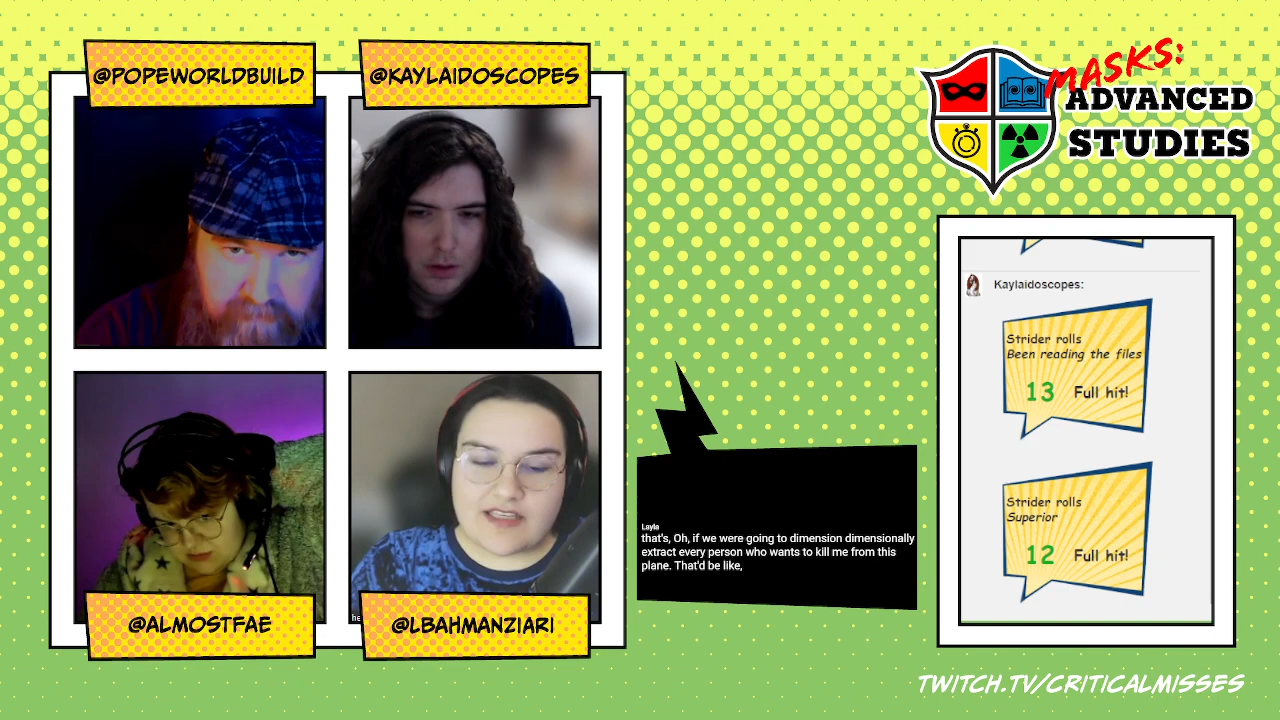 @POPEWORLDBUILD
@KAYLAIDOSCOPES
@ALMOSTFAE
@LBAHMANZIARI
he
Layla
that's, Oh, if we were going to dimension dimensionally
extract every person who wants to kill me from this
plane. That'd be like,
MASKS:
ADVANCED
STUDIES
Kaylaidoscopes:
Strider rolls
Been reading the files
13 Full hit!
Strider rolls
Superior
12 Full hit!
TWITCH.TV/CRITICALMISSES